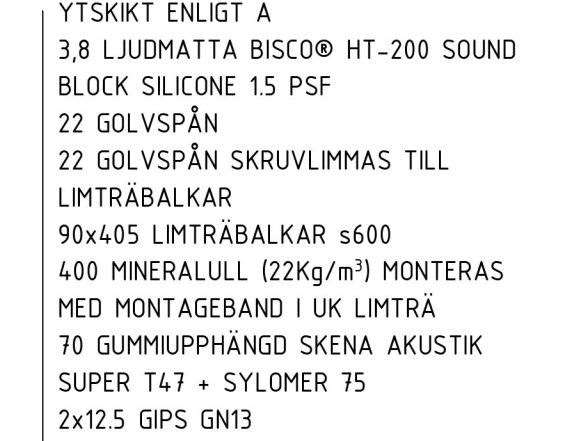 YTSKIKT ENLIGT A
3,8 LJUDMATTA BISCO® HT-200 SOUND
BLOCK SILICONE 1.5 PSF
22 GOLVSPÅN
22 GOLVSPÅN SKRUVLIMMAS TILL
LIMTRÄBALKAR
90x405 LIMTRÄBALKAR s600
400 MINERALULL (22Kg/m³) MONTERAS
MED MONTAGEBAND I UK LIMTRÄ
70 GUMMIUPPHÄNGD SKENA AKUSTIK
SUPER T47 + SYLOMER 75
2x12.5 GIPS GN13